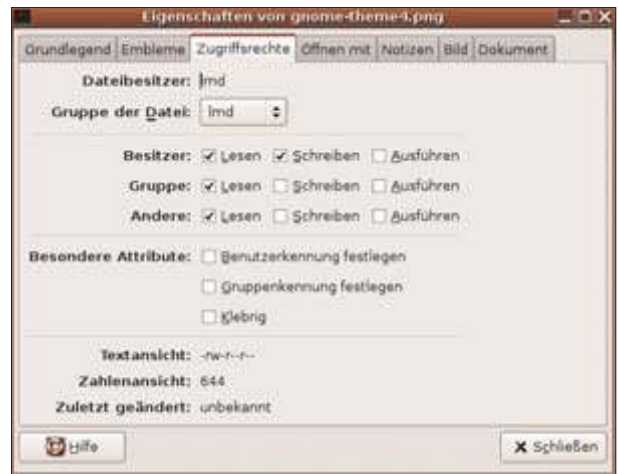 Eigenschaften von gnome-theme4.png
Grundlegend Embleme Zugriffsrechte Öffnen mit Notizen Bild Dokument
Dateibesitzer: lmd
Gruppe der Datei: lmd
Besitzer: Lesen Schreiben Ausführen
Gruppe: Lesen Schreiben Ausführen
Andere: Lesen Schreiben Ausführen
Besondere Attribute: Benutzerkennung festlegen
Gruppenkennung festlegen
Klebrig
Textansicht: -rw-r--r--
Zahlenansicht: 644
Zuletzt geändert: unbekannt
Hilfe Schließen